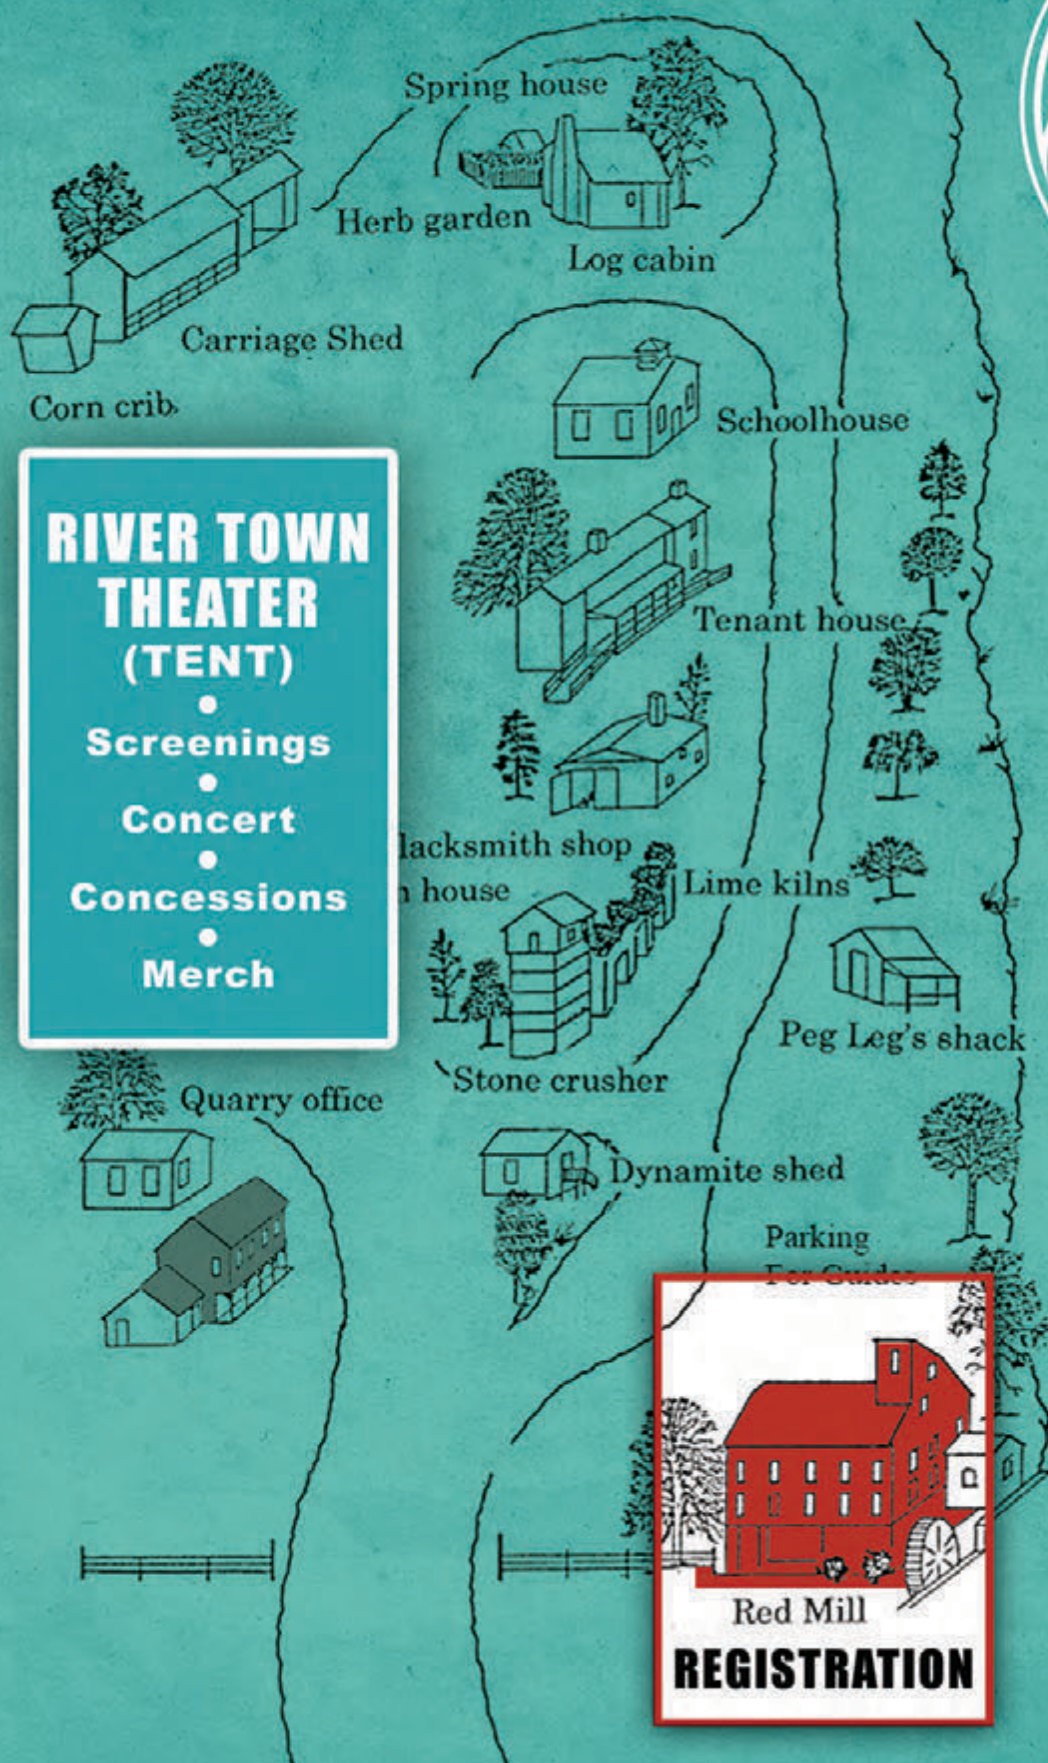 Spring house
Herb garden
Log cabin
Carriage Shed
Corn crib
Schoolhouse
RIVER TOWN
THEATER
(TENT)
•
Screenings
•
Concert
•
Concessions
•
Merch
Tenant house
lacksmith shop
house
Lime kilns
Peg Leg's shack
Stone crusher
Quarry office
Dynamite shed
Parking
For Guides
Red Mill
REGISTRATION